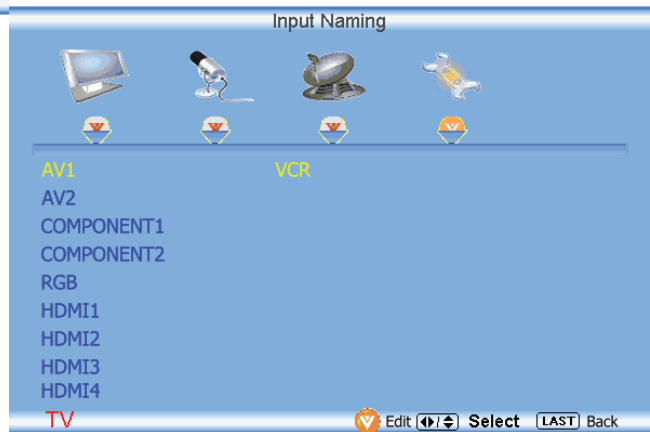 Input Naming
AV1 VCR
AV2
COMPONENT1
COMPONENT2
RGB
HDMI1
HDMI2
HDMI3
HDMI4
TV Edit Select LAST Back